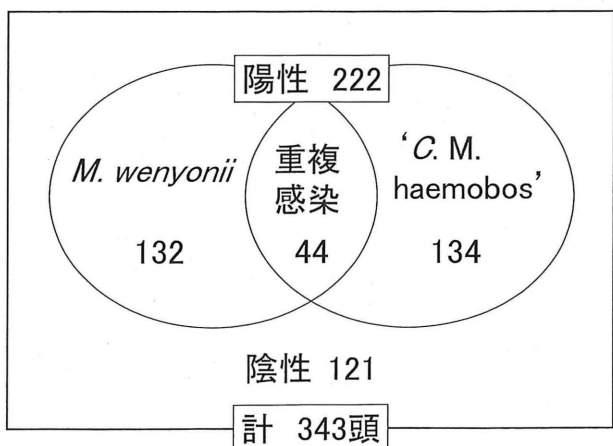 陽性 222
M. wenyonii
重複
感染
44
‘C. M.
haemobos’
132
134
陰性 121
計 343頭